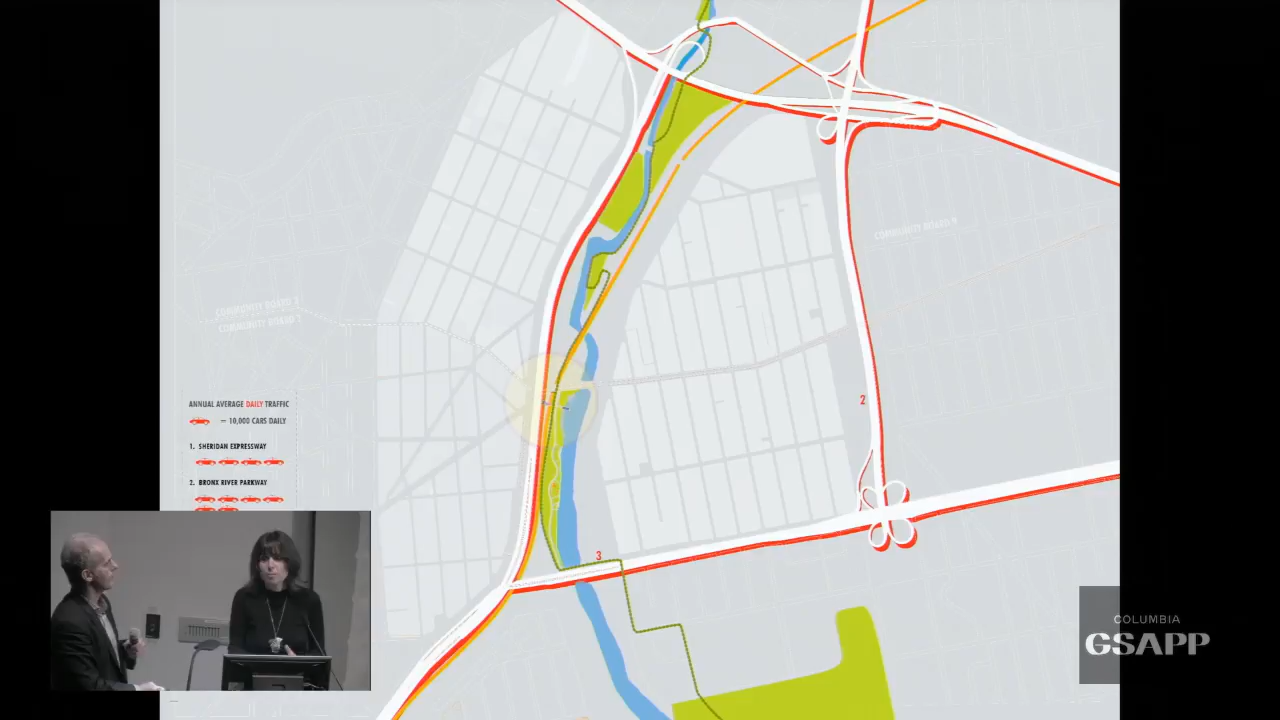 COMMUNITY BOARD 9
COMMUNITY BOARD 3
COMMUNITY BOARD
ANNUAL AVERAGE DAILY TRAFFIC
= 10,000 CARS DAILY
1. SHERIDAN EXPRESSWAY
2. BRONX RIVER PARKWAY
2
3
COLUMBIA
GSAPP